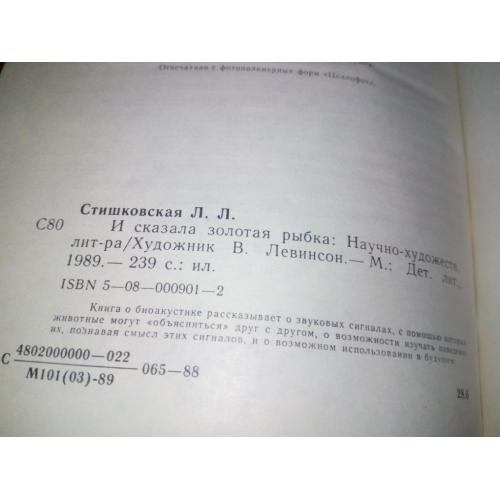 Отпечатано с фотополимерных форм «Целлофот».
Стишковская Л. Л.
С80 И сказала золотая рыбка: Научно-художеств.
лит-ра/Художник В. Левинсон.— М.: Дет. лит.,
1989.— 239 с.: ил.
ISBN 5—08—000901—2
Книга о биоакустике рассказывает о звуковых сигналах, с помощью которых
животные могут «объясниться» друг с другом, о возможности изучать поведение
их, познавая смысл этих сигналов, и о возможном использовании в будущем.
С 4802000000—022 065—88
М101(03)-89
28.6